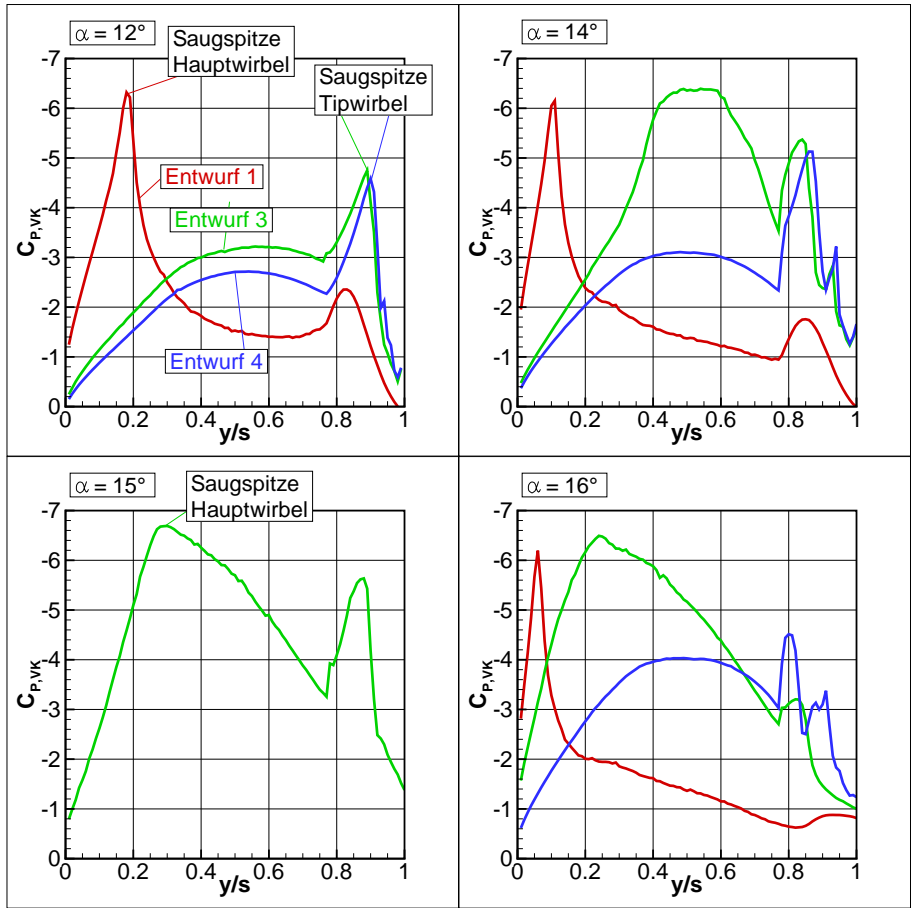 α = 12°
Saugspitze
Hauptwirbel
Saugspitze
Tipwirbel
Entwurf 1
Entwurf 3
Entwurf 4
-7
-6
-5
-4
-3
-2
-1
0
C_P,VK
0
0.2
0.4
0.6
0.8
1
y/s
α = 14°
-7
-6
-5
-4
-3
-2
-1
0
C_P,VK
0
0.2
0.4
0.6
0.8
1
y/s
α = 15°
Saugspitze
Hauptwirbel
-7
-6
-5
-4
-3
-2
-1
0
C_P,VK
0
0.2
0.4
0.6
0.8
1
y/s
α = 16°
-7
-6
-5
-4
-3
-2
-1
0
C_P,VK
0
0.2
0.4
0.6
0.8
1
y/s